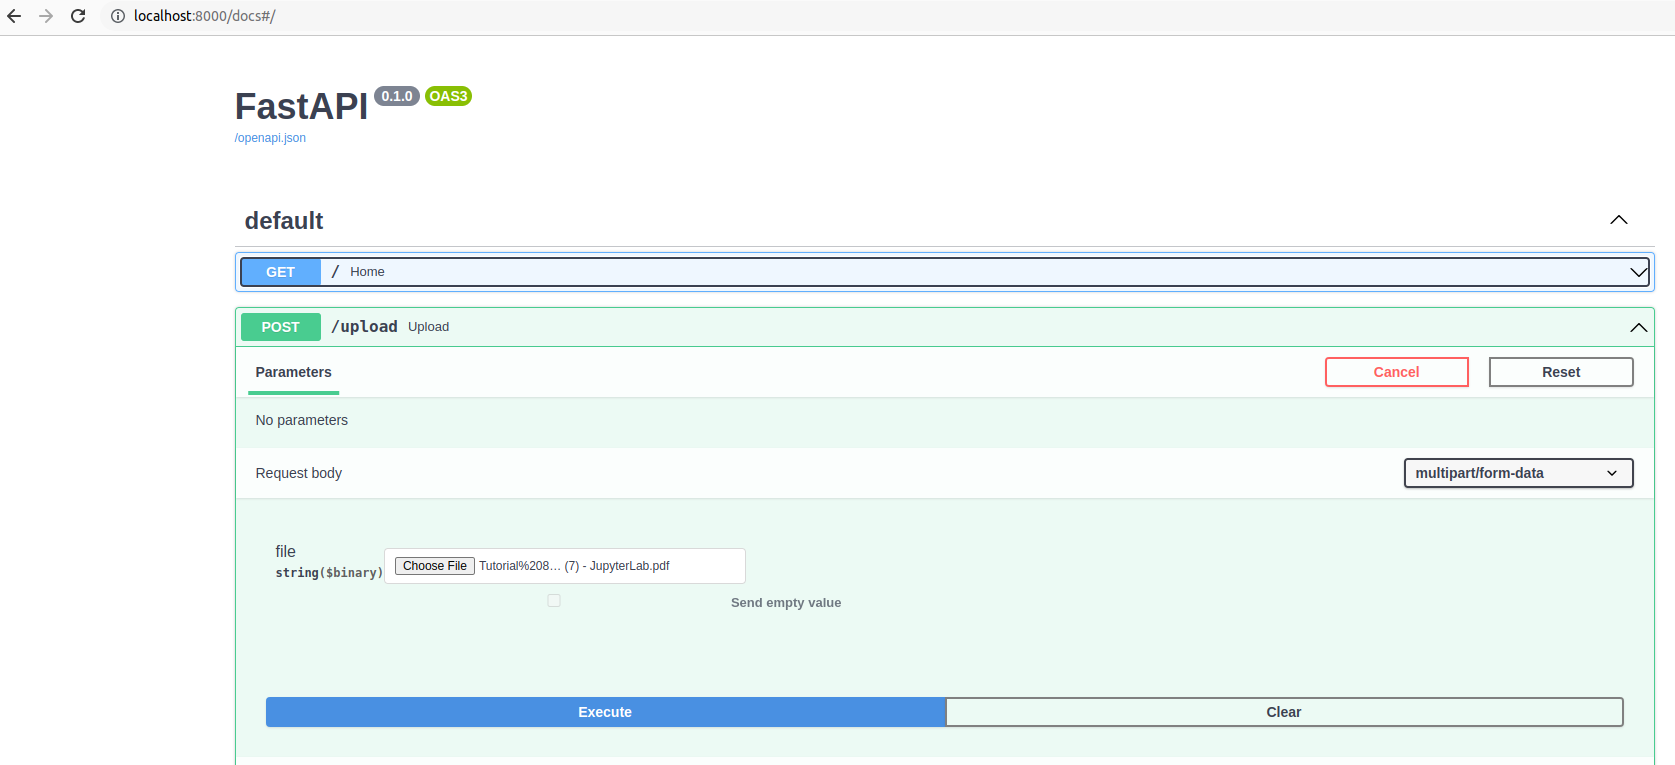 localhost:8000/docs#/
FastAPI 0.1.0 OAS3
/openapi.json
default
GET / Home
POST /upload Upload
Parameters Cancel Reset
No parameters
Request body multipart/form-data
file
string($binary) Choose File Tutorial%208... (7) - JupyterLab.pdf
Send empty value
Execute Clear